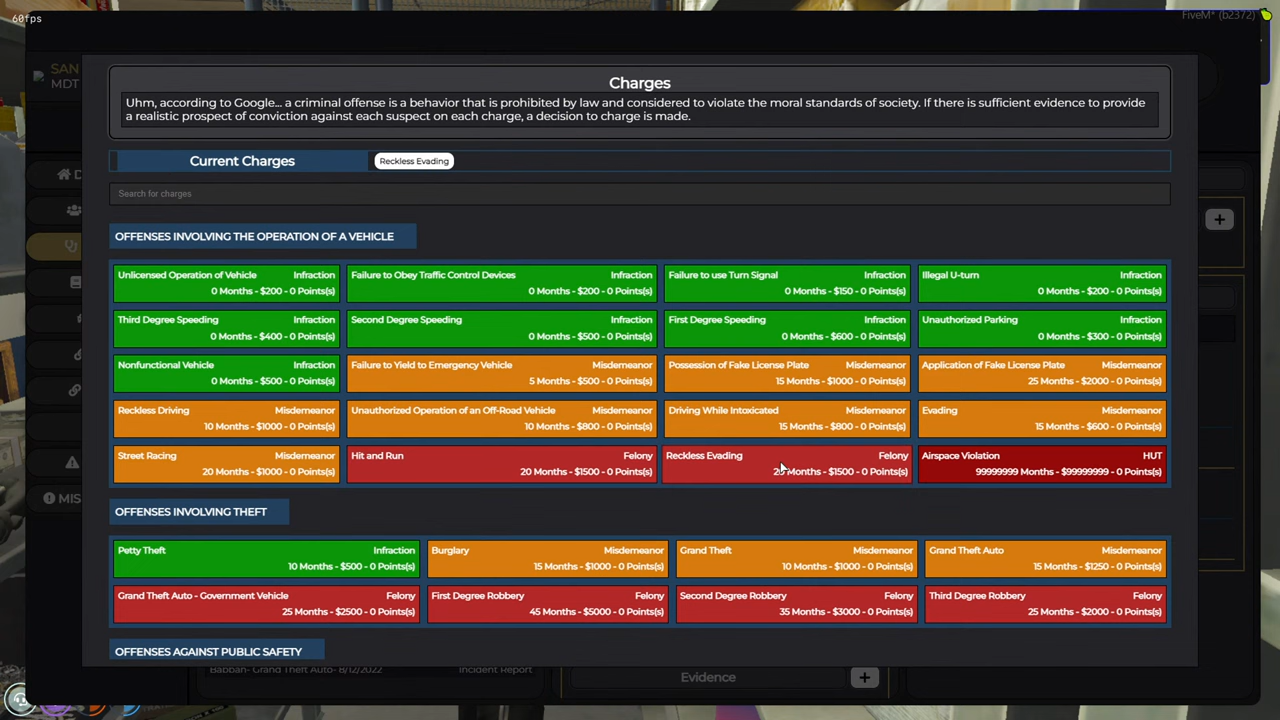 60fps
FiveM* (b2372)
SAN
MDT
Charges
Uhm, according to Google... a criminal offense is a behavior that is prohibited by law and considered to violate the moral standards of society. If there is sufficient evidence to provide
a realistic prospect of conviction against each suspect on each charge, a decision to charge is made.
Current Charges Reckless Evading
Search for charges
OFFENSES INVOLVING THE OPERATION OF A VEHICLE
Unlicensed Operation of Vehicle Infraction Failure to Obey Traffic Control Devices Infraction Failure to use Turn Signal Infraction Illegal U-turn Infraction
0 Months - $200 - 0 Points(s) 0 Months - $200 - 0 Points(s) 0 Months - $150 - 0 Points(s) 0 Months - $200 - 0 Points(s)
Third Degree Speeding Infraction Second Degree Speeding Infraction First Degree Speeding Infraction Unauthorized Parking Infraction
0 Months - $400 - 0 Points(s) 0 Months - $500 - 0 Points(s) 0 Months - $600 - 0 Points(s) 0 Months - $300 - 0 Points(s)
Nonfunctional Vehicle Infraction Failure to Yield to Emergency Vehicle Misdemeanor Possession of Fake License Plate Misdemeanor Application of Fake License Plate Misdemeanor
0 Months - $500 - 0 Points(s) 5 Months - $500 - 0 Points(s) 15 Months - $1000 - 0 Points(s) 25 Months - $2000 - 0 Points(s)
Reckless Driving Misdemeanor Unauthorized Operation of an Off-Road Vehicle Misdemeanor Driving While Intoxicated Misdemeanor Evading Misdemeanor
10 Months - $1000 - 0 Points(s) 10 Months - $800 - 0 Points(s) 15 Months - $800 - 0 Points(s) 15 Months - $600 - 0 Points(s)
Street Racing Misdemeanor Hit and Run Felony Reckless Evading Felony Airspace Violation HUT
20 Months - $1000 - 0 Points(s) 20 Months - $1500 - 0 Points(s) Months - $1500 - 0 Points(s) 99999999 Months - $99999999 - 0 Points(s)
MIS
OFFENSES INVOLVING THEFT
Petty Theft Infraction Burglary Misdemeanor Grand Theft Misdemeanor Grand Theft Auto Misdemeanor
10 Months - $500 - 0 Points(s) 15 Months - $1000 - 0 Points(s) 10 Months - $1000 - 0 Points(s) 15 Months - $1250 - 0 Points(s)
Grand Theft Auto - Government Vehicle Felony First Degree Robbery Felony Second Degree Robbery Felony Third Degree Robbery Felony
25 Months - $2500 - 0 Points(s) 45 Months - $5000 - 0 Points(s) 35 Months - $3000 - 0 Points(s) 25 Months - $2000 - 0 Points(s)
OFFENSES AGAINST PUBLIC SAFETY
Grand Theft Auto- 8/12/2022 Incident Report
Evidence